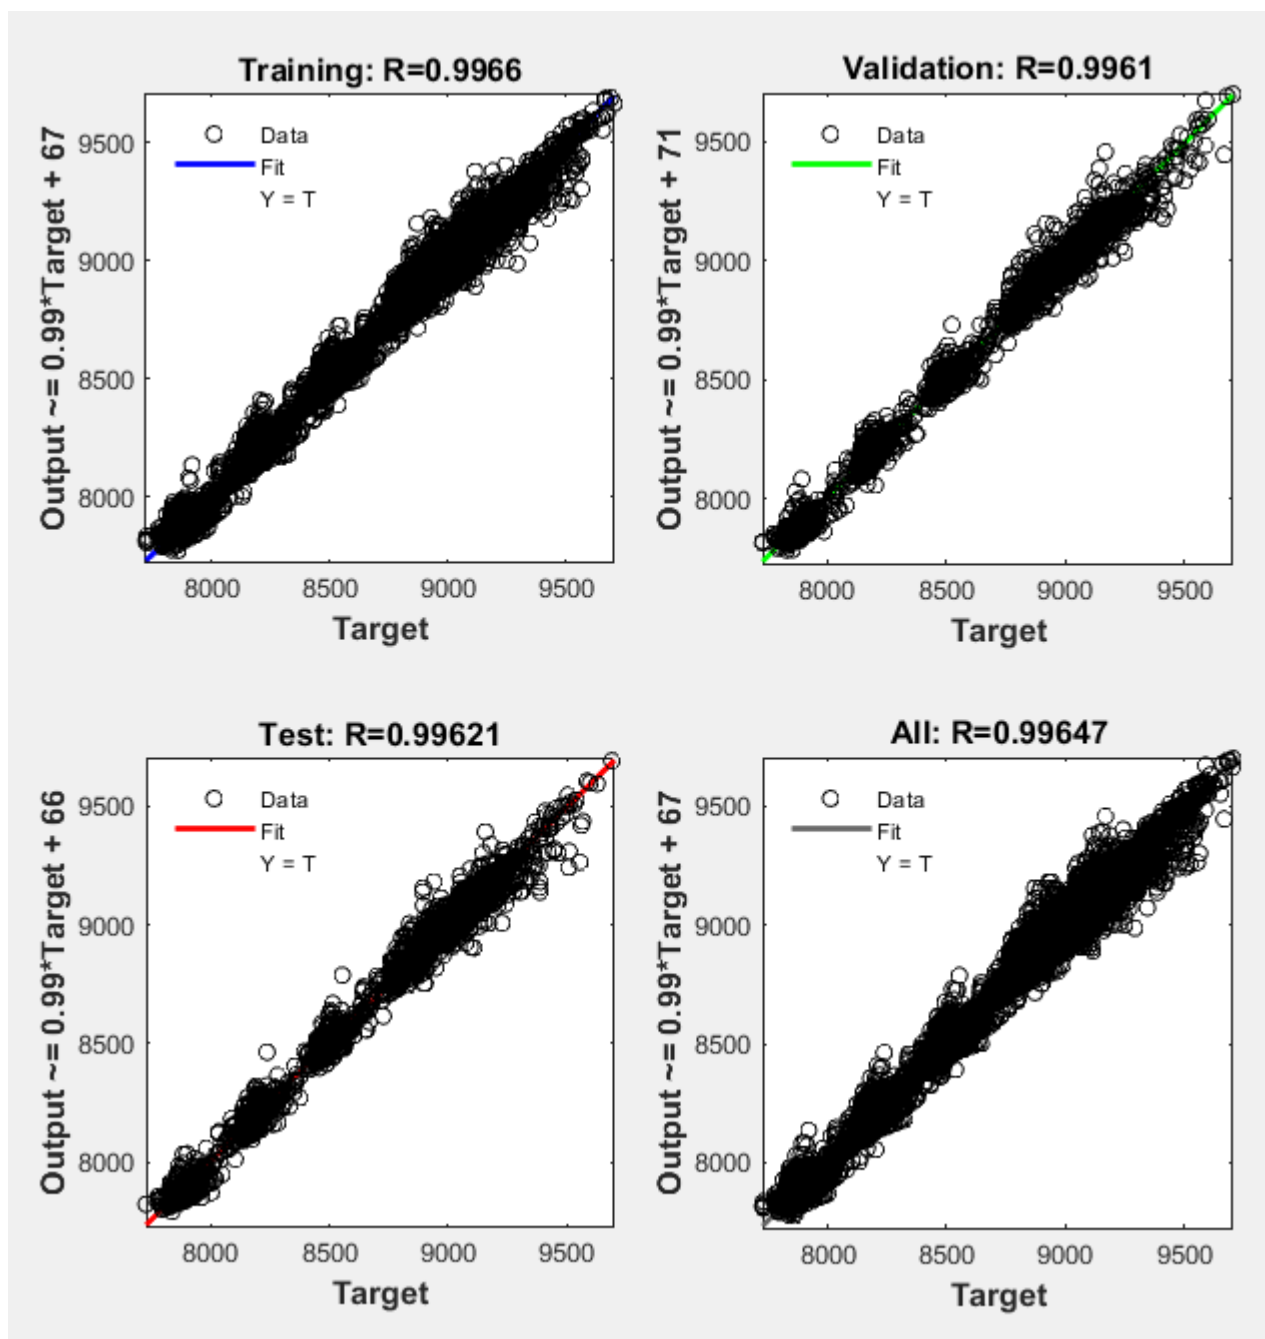 Training: R=0.9966
Output ~= 0.99*Target + 67
9500
9000
8500
8000
Data
Fit
Y = T
8000 8500 9000 9500
Target
Validation: R=0.9961
Output ~= 0.99*Target + 71
9500
9000
8500
8000
Data
Fit
Y = T
8000 8500 9000 9500
Target
Test: R=0.99621
Output ~= 0.99*Target + 66
9500
9000
8500
8000
Data
Fit
Y = T
8000 8500 9000 9500
Target
All: R=0.99647
Output ~= 0.99*Target + 67
9500
9000
8500
8000
Data
Fit
Y = T
8000 8500 9000 9500
Target